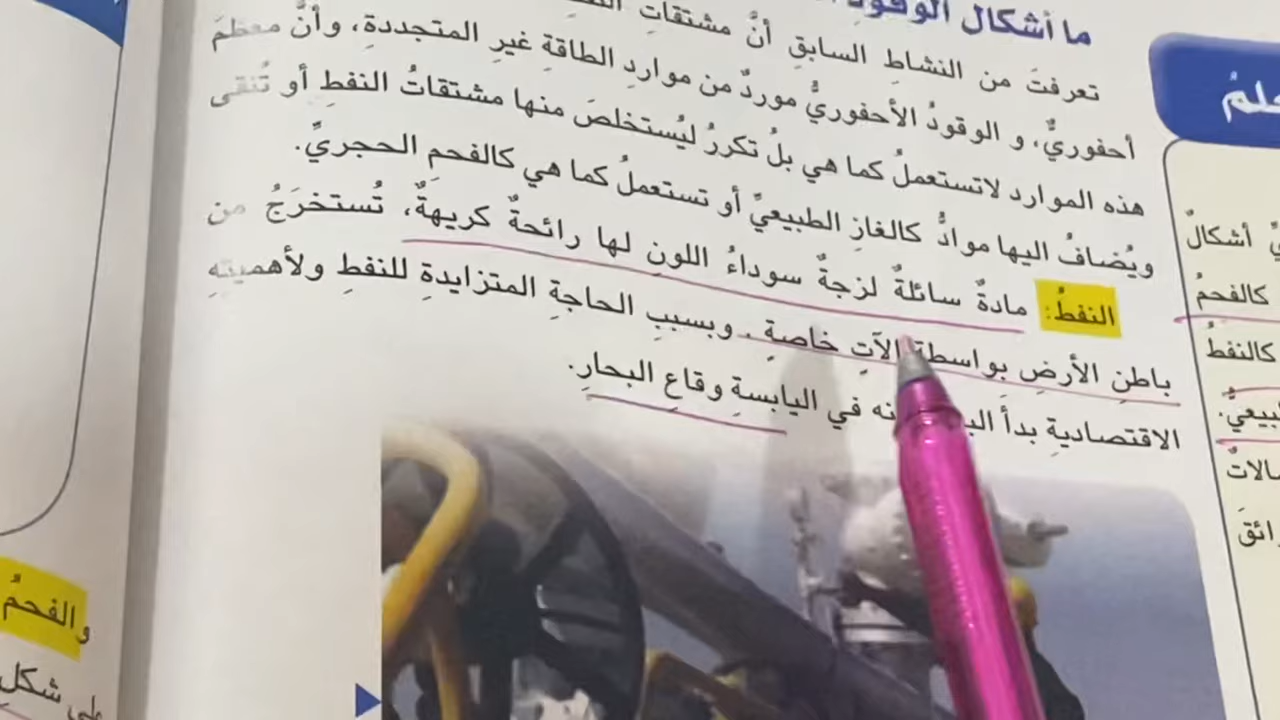 ما أشكال الوقود
تعرفتَ من النشاطِ السابقِ أنَّ مشتقاتِ
أحفوريٌّ، و الوقودُ الأحفوريُّ موردٌ من مواردِ الطاقةِ غيرِ المتجددةِ، وأنَّ معظمَ
هذه الموارد لاتستعملُ كما هي بلْ تكررُ ليُستخلصَ منها مشتقاتُ النفطِ أو تُنقى
ويُضافُ اليها موادُّ كالغازِ الطبيعيِّ أو تستعملُ كما هي كالفحمِ الحجريِّ.
النفطُ: مادةٌ سائلةٌ لزجةٌ سوداءُ اللونِ لها رائحةٌ كريهةٌ، تُستخرَجُ من
باطنِ الأرضِ بواسطةِ آلاتٍ خاصةٍ. وبسببِ الحاجةِ المتزايدةِ للنفطِ ولأهميتهِ
الاقتصاديةِ بدأَ في اليابسةِ وقاعِ البحارِ.
أشكالٌ
كالفحمُ
كالنفطُ
والفحمُ
شكلِ